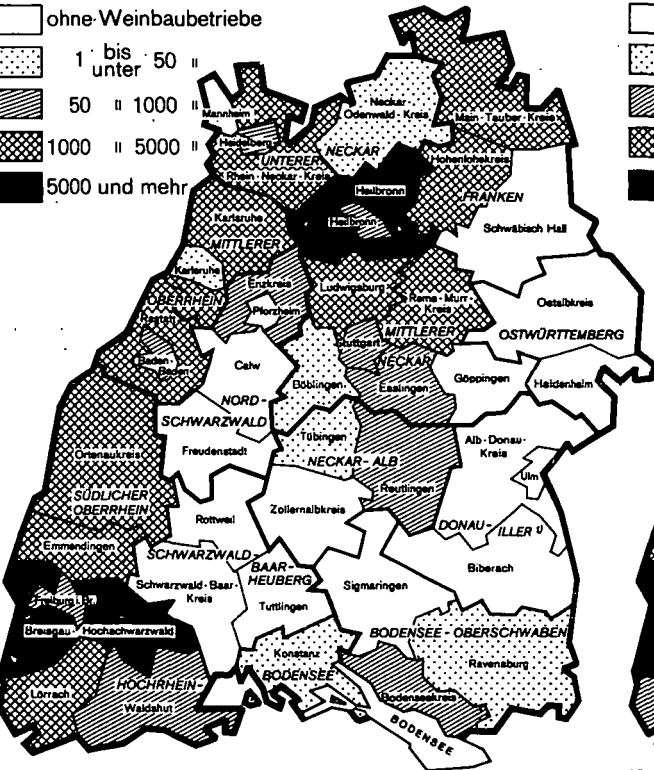 ohne Weinbaubetriebe
1 bis unter 50 "
50 " 1000 "
1000 " 5000 "
5000 und mehr
Mannheim
Neckar-
Odenwald-Kreis
Main-Tauber-Kreis
Heidelberg
UNTERER
NECKAR
Rhein-Neckar-Kreis
Hohenlohekreis
Heilbronn
FRANKEN
Heilbronn
Schwäbisch Hall
Karlsruhe
MITTLERER
Karlsruhe
Enzkreis
Ludwigsburg
Rems-Murr-
Kreis
Ostalbkreis
OBERRHEIN
Rastatt
Pforzheim
MITTLERER
OSTWÜRTTEMBERG
Stuttgart
Baden-
Baden
Calw
NECKAR
Böblingen
Esslingen
Göppingen
Heidenheim
NORD-
SCHWARZWALD
Freudenstadt
Tübingen
NECKAR-ALB
Alb-Donau-
Kreis
Ortenaukreis
Reutlingen
Ulm
SÜDLICHER
OBERRHEIN
Rottweil
Zollernalbkreis
DONAU-ILLER 1)
Emmendingen
SCHWARZWALD-
BAAR-
HEUBERG
Schwarzwald-Baar-
Kreis
Sigmaringen
Biberach
Freiburg i. Br.
Tuttlingen
Breisgau-Hochschwarzwald
Konstanz
BODENSEE-OBERSCHWABEN
Ravensburg
BODENSEE
Lörrach
HOCHRHEIN-
Waldshut
Bodenseekreis
BODENSEE